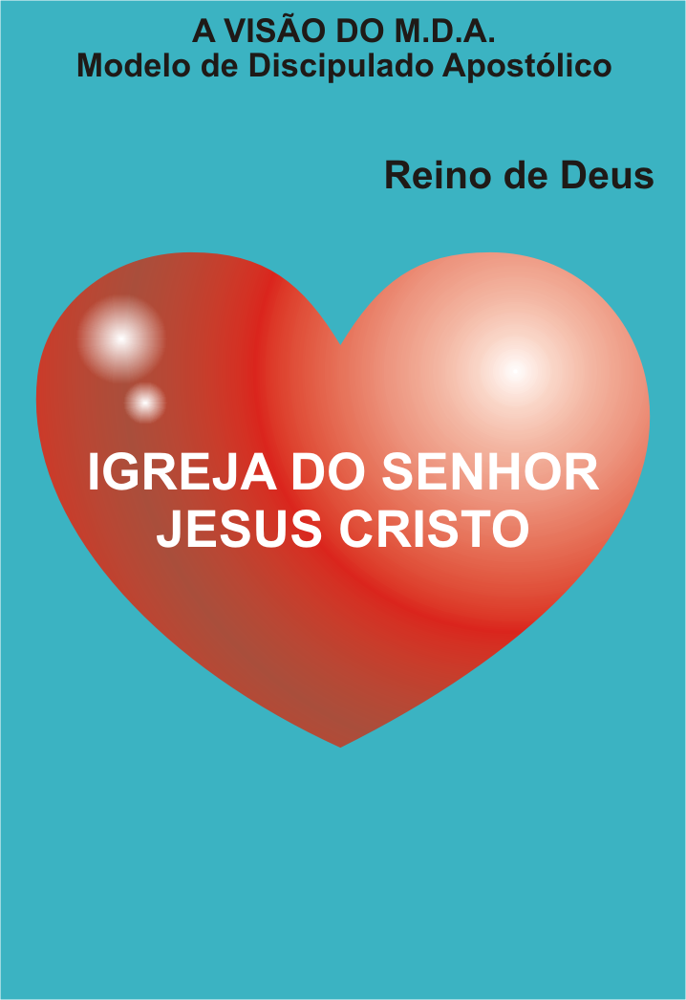 A VISÃO DO M.D.A.
Modelo de Discipulado Apostólico
Reino de Deus
IGREJA DO SENHOR
JESUS CRISTO